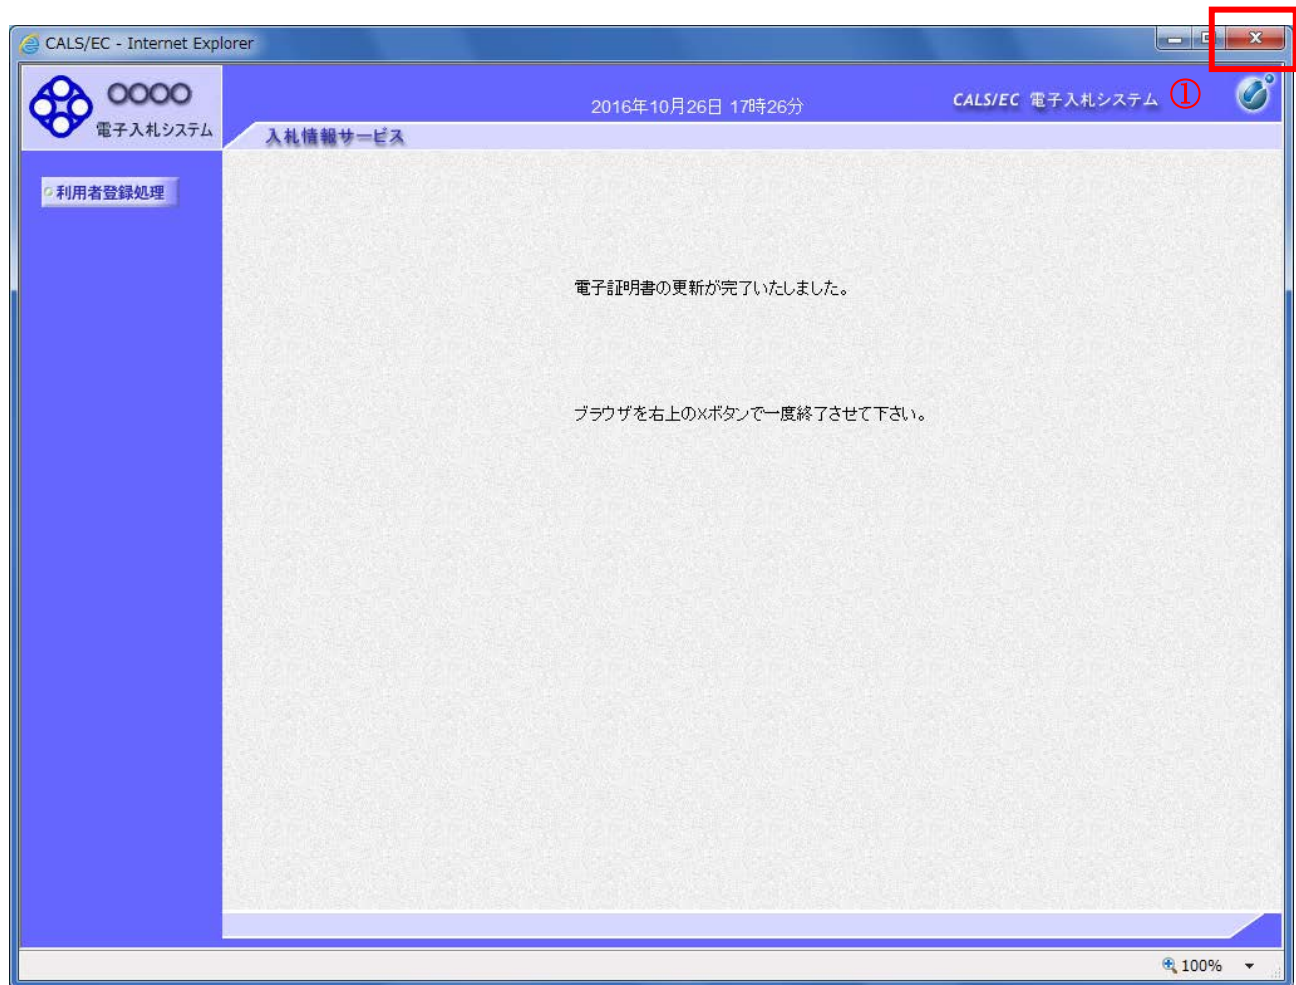 CALS/EC - Internet Explorer
〇〇〇〇
電子入札システム
2016年10月26日 17時26分
CALS/EC 電子入札システム ①
入札情報サービス
利用者登録処理
電子証明書の更新が完了いたしました。
ブラウザを右上の×ボタンで一度終了させて下さい。
100%